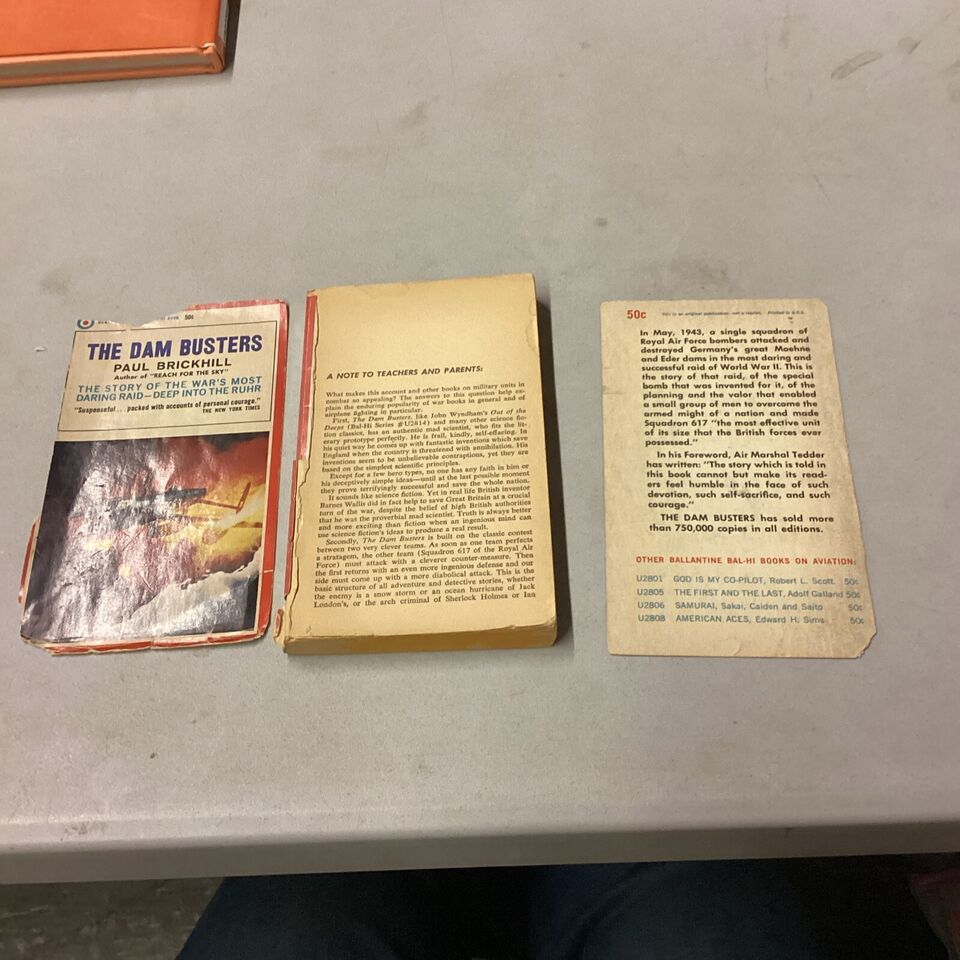 50c
THE DAM BUSTERS
PAUL BRICKHILL
Author of "REACH FOR THE SKY"
THE STORY OF THE WAR'S MOST
DARING RAID—DEEP INTO THE RUHR
"Suspenseful... packed with accounts of personal courage."
THE NEW YORK TIMES
A NOTE TO TEACHERS AND PARENTS:
What makes this account and other books on military units in
combat so appealing? The answers to this question help ex-
plain the enduring popularity of war books in general and of
airplane fighting in particular.
First, The Dam Busters, like John Wyndham's Out of the
Deeps (Bal-Hi Series #U2814) and many other science fic-
tion classics, has an authentic mad scientist, who fits the lit-
erary prototype perfectly. He is frail, kindly, self-effacing. In
his quiet way he comes up with fantastic inventions which save
England when the country is threatened with annihilation. His
inventions seem to be unbelievable contraptions, yet they are
based on the simplest scientific principles.
Except for a few hero types, no one has any faith in him or
his deceptively simple ideas—until at the last possible moment
they prove terrifyingly successful and save the whole nation.
It sounds like science fiction. Yet in real life British inventor
Barnes Wallis did in fact help to save Great Britain at a crucial
turn of the war, despite the belief of high British authorities
that he was the proverbial mad scientist. Truth is always better
and more exciting than fiction when an ingenious mind can
use science fiction's ideas to produce a real result.
Secondly, The Dam Busters is built on the classic contest
between two very clever teams. As soon as one team perfects
a stratagem, the other team (Squadron 617 of the Royal Air
Force) must attack with a cleverer counter-measure. Then
the first returns with an even more ingenious defense and our
side must come up with a more diabolical attack. This is the
basic structure of all adventure and detective stories, whether
the enemy is a snow storm or an ocean hurricane of Jack
London's, or the arch criminal of Sherlock Holmes or Ian
50c
This is an original publication—not a reprint. Printed in U.S.A.
In May, 1943, a single squadron of
Royal Air Force bombers attacked and
destroyed Germany's great Moehne
and Eder dams in the most daring and
successful raid of World War II. This is
the story of that raid, of the special
bomb that was invented for it, of the
planning and the valor that enabled
a small group of men to overcome the
armed might of a nation and made
Squadron 617 "the most effective unit
of its size that the British forces ever
possessed."
In his Foreword, Air Marshal Tedder
has written: "The story which is told in
this book cannot but make its read-
ers feel humble in the face of such
devotion, such self-sacrifice, and such
courage."
THE DAM BUSTERS has sold more
than 750,000 copies in all editions.
OTHER BALLANTINE BAL-HI BOOKS ON AVIATION:
U2801 GOD IS MY CO-PILOT, Robert L. Scott 50c
U2805 THE FIRST AND THE LAST, Adolf Galland 50c
U2806 SAMURAI, Sakai, Caiden and Saito 50c
U2808 AMERICAN ACES, Edward H. Sims 50c